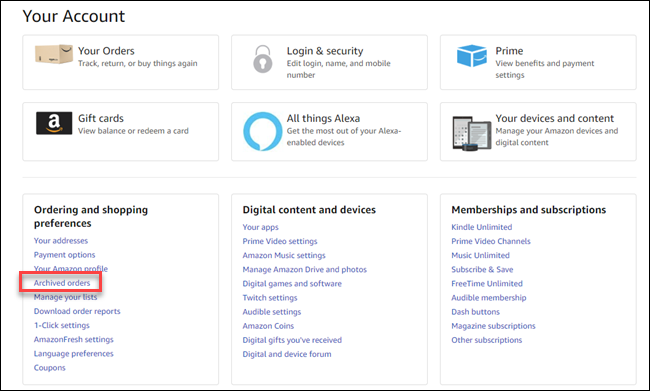 Your Account
Your Orders
Track, return, or buy things again
Login & security
Edit login, name, and mobile
number
Prime
View benefits and payment
settings
a
Gift cards
View balance or redeem a card
All things Alexa
Get the most out of your Alexa-
enabled devices
Your devices and content
Manage your Amazon devices and
digital content
Ordering and shopping
preferences
Your addresses
Payment options
Your Amazon profile
Archived orders
Manage your lists
Download order reports
1-Click settings
AmazonFresh settings
Language preferences
Coupons
Digital content and devices
Your apps
Prime Video settings
Amazon Music settings
Manage Amazon Drive and photos
Digital games and software
Twitch settings
Audible settings
Amazon Coins
Digital gifts you've received
Digital and device forum
Memberships and subscriptions
Kindle Unlimited
Prime Video Channels
Music Unlimited
Subscribe & Save
FreeTime Unlimited
Audible membership
Dash buttons
Magazine subscriptions
Other subscriptions